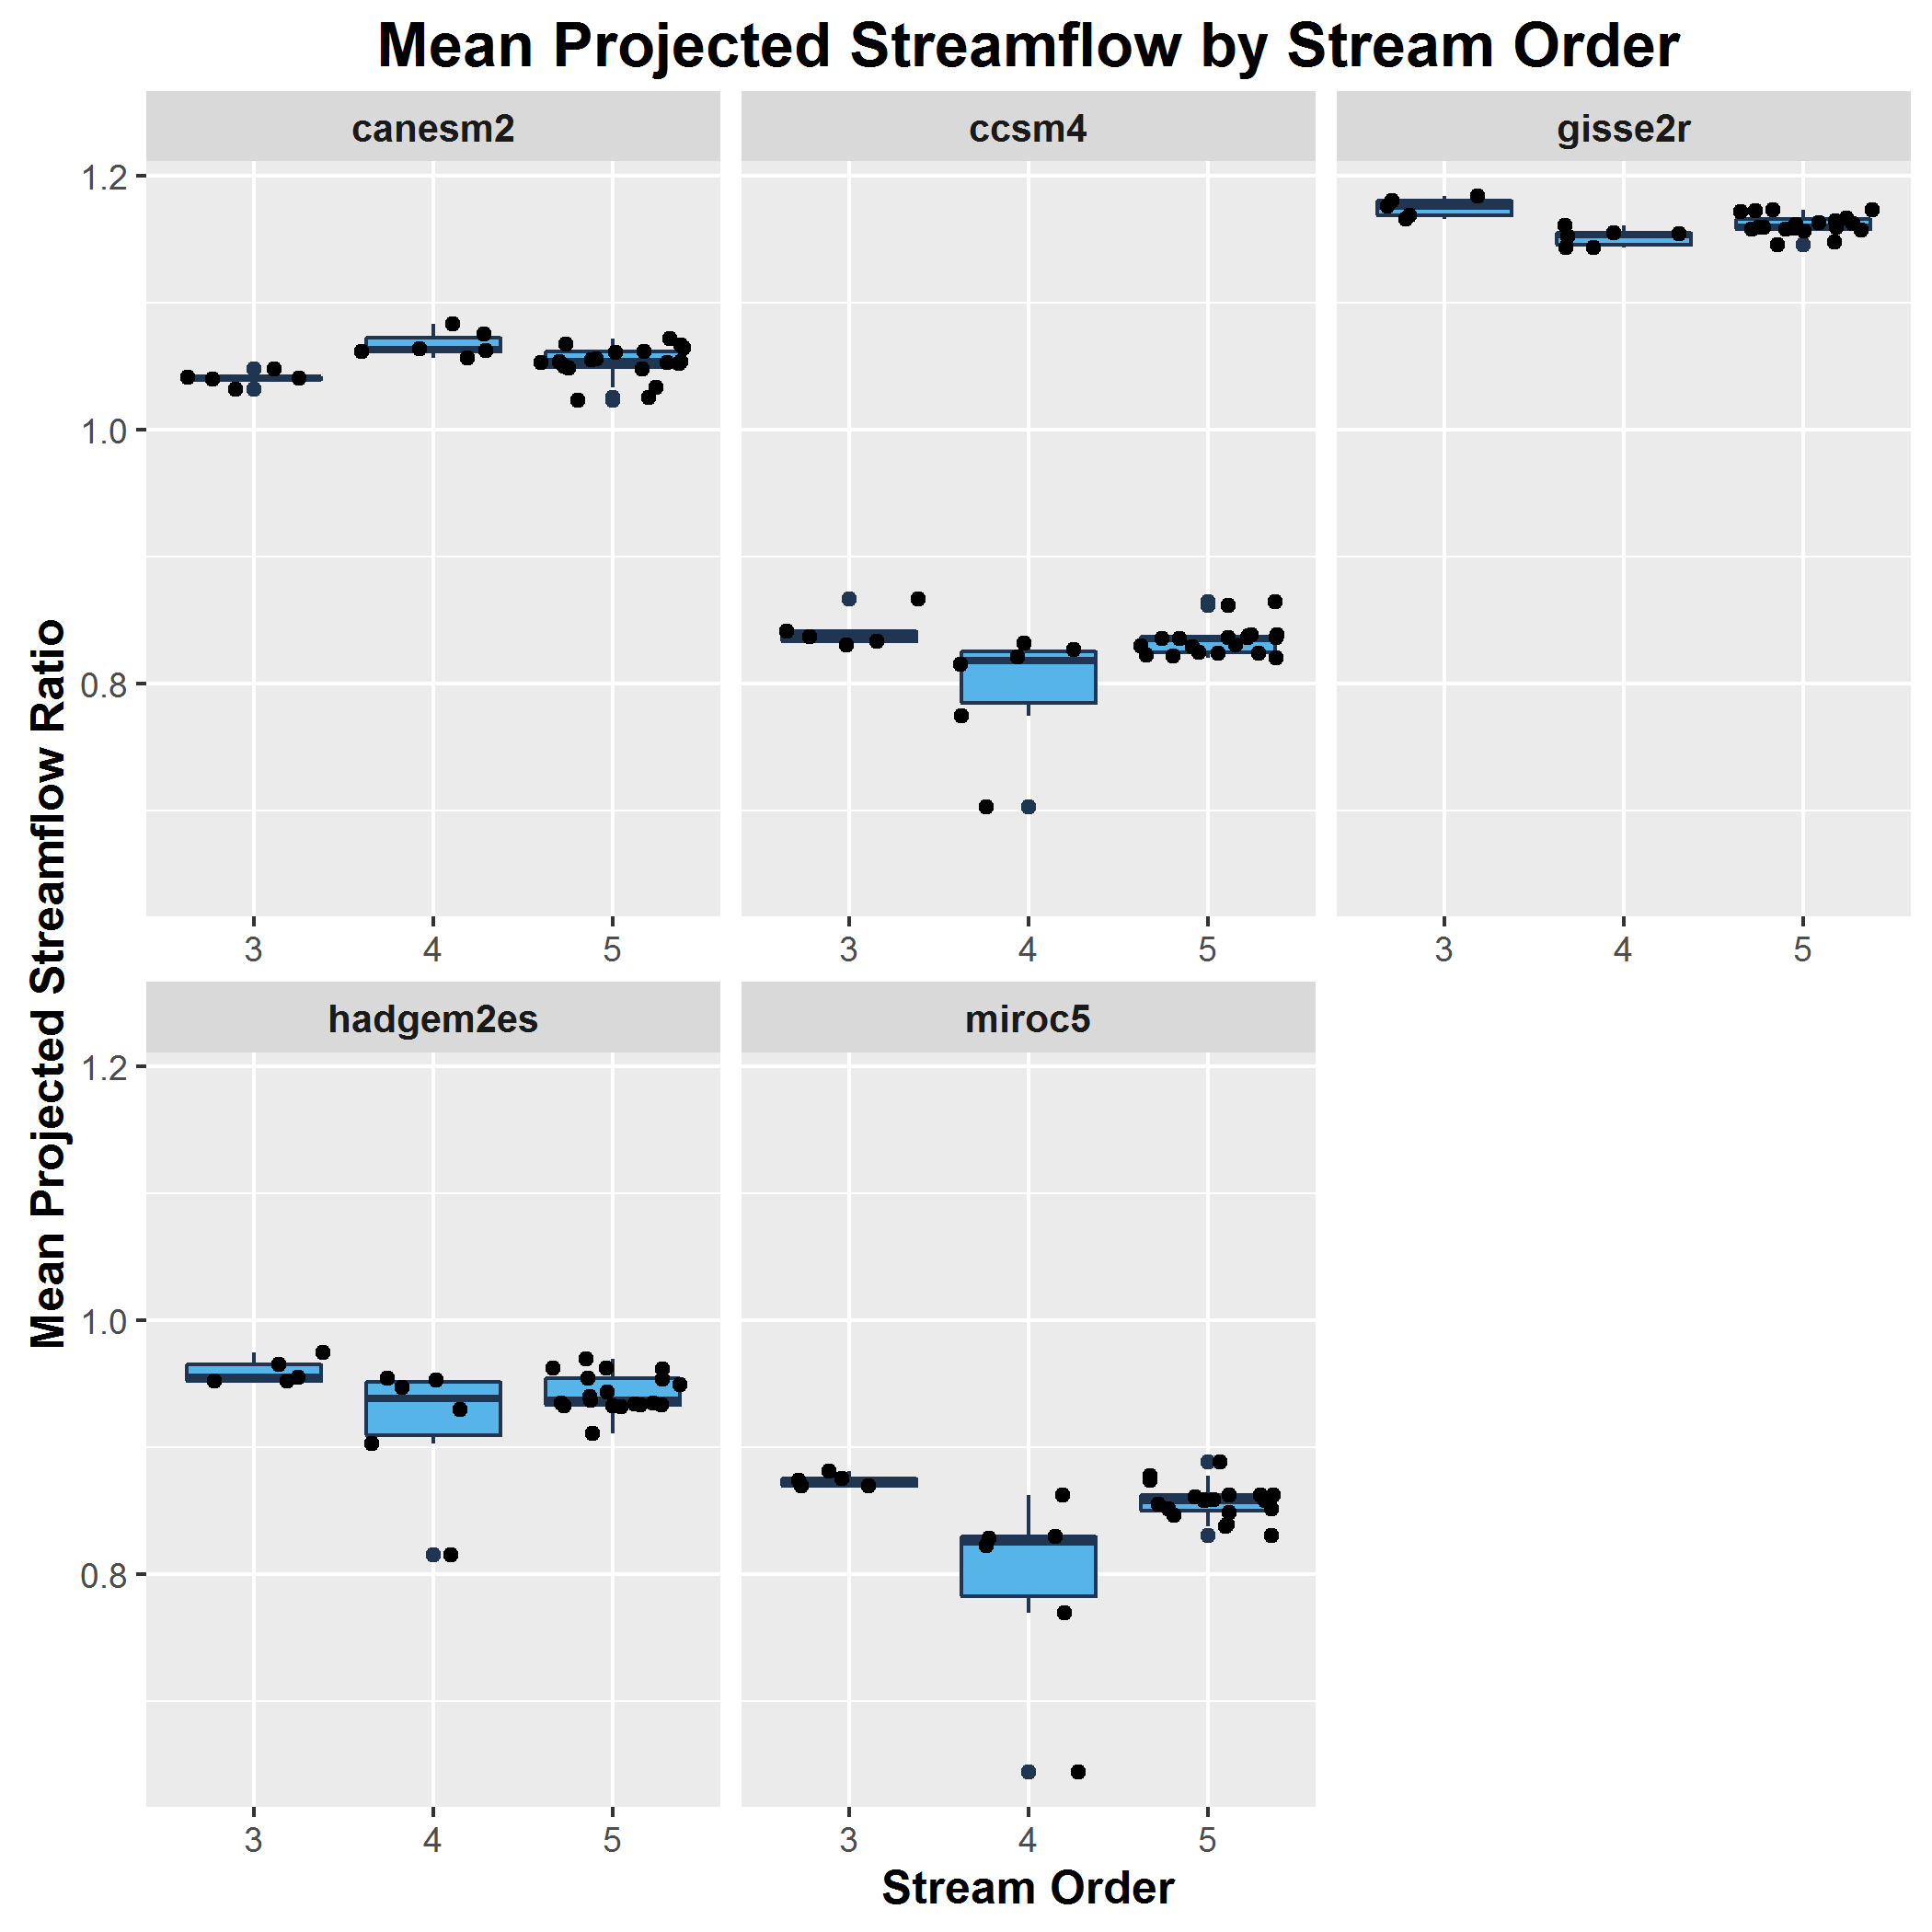 Mean Projected Streamflow by Stream Order
canesm2 ccsm4 gisse2r
1.2
1.0
0.8
3 4 5 3 4 5 3 4 5
hadgem2es miroc5
1.2
1.0
0.8
3 4 5 3 4 5
Mean Projected Streamflow Ratio
Stream Order